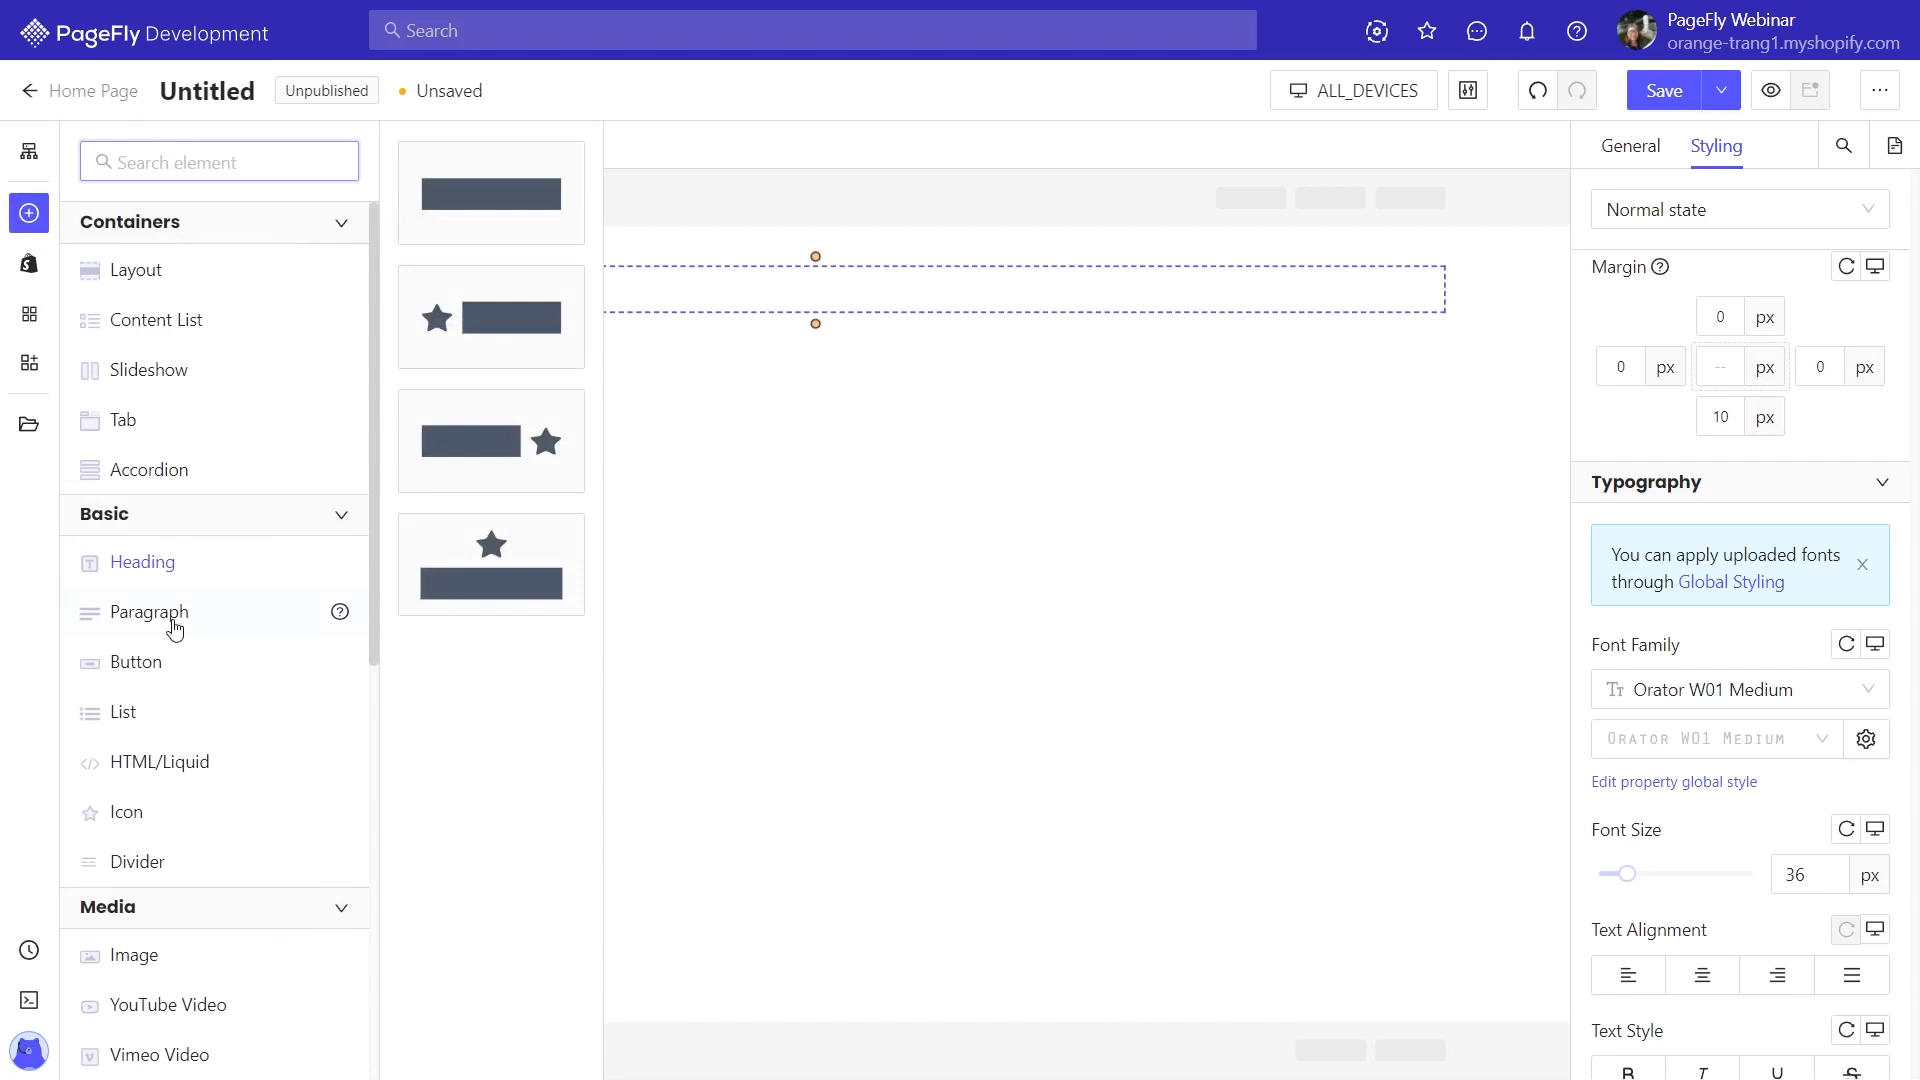 PageFly Development
Search
PageFly Webinar
orange-trang1.myshopify.com
Home Page
Untitled
Unpublished
Unsaved
ALL_DEVICES
Save
Search element
Containers
Layout
Content List
Slideshow
Tab
Accordion
Basic
Heading
Paragraph
Button
List
HTML/Liquid
Icon
Divider
Media
Image
YouTube Video
Vimeo Video
General
Styling
Normal state
Margin
0 px
0 px
-- px
0 px
10 px
Typography
You can apply uploaded fonts
through Global Styling
Font Family
Tт Orator W01 Medium
Orator W01 Medium
Edit property global style
Font Size
36 px
Text Alignment
Text Style
B I U S